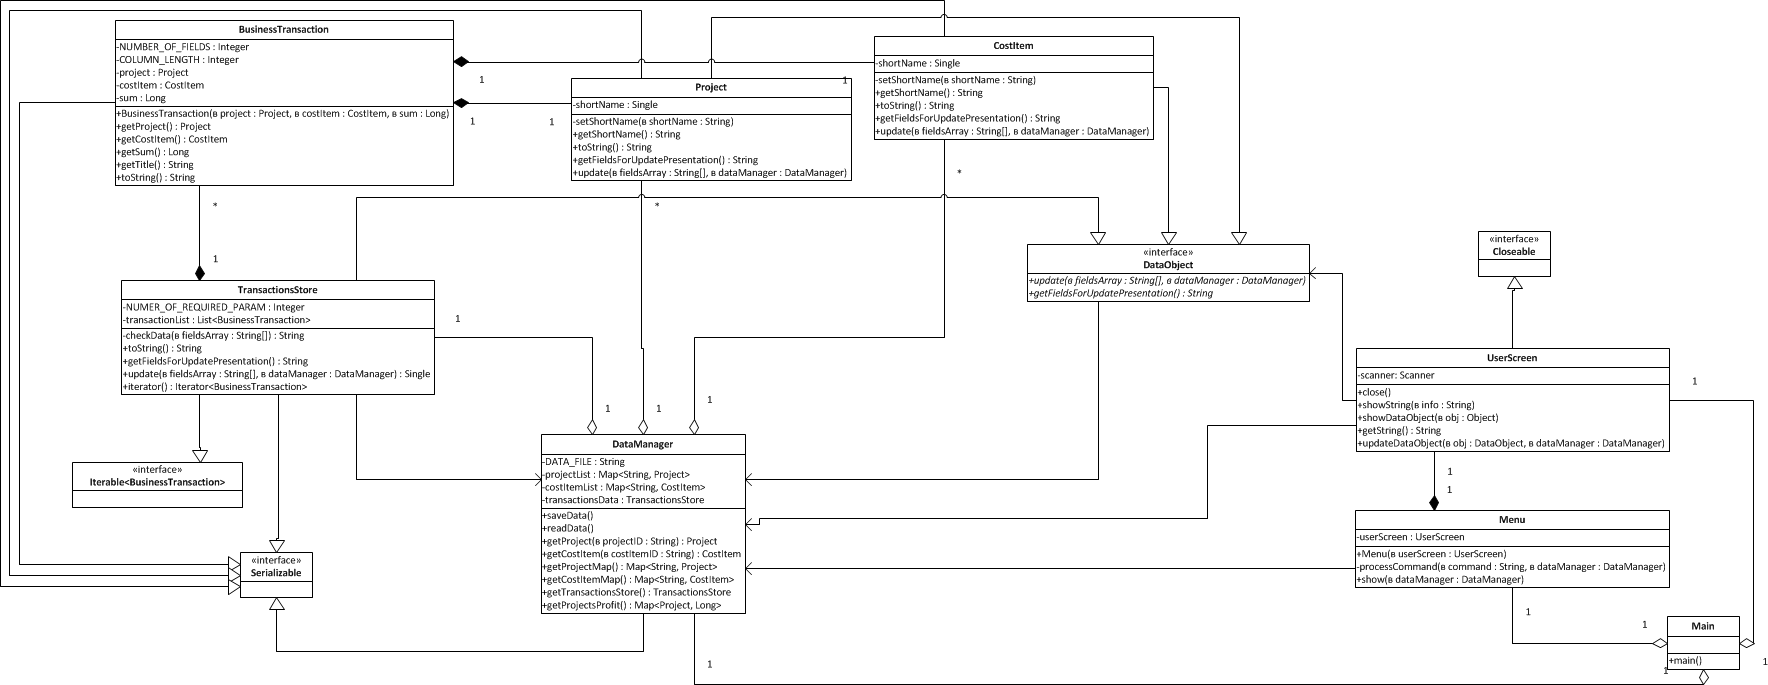 BusinessTransaction
-NUMBER_OF_FIELDS : Integer
-COLUMN_LENGTH : Integer
-project : Project
-costItem : CostItem
-sum : Long
+BusinessTransaction(в project : Project, в costItem : CostItem, в sum : Long)
+getProject() : Project
+getCostItem() : CostItem
+getSum() : Long
+getTitle() : String
+toString() : String
1
1
1
1
Project
-shortName : Single
-setShortName(в shortName : String)
+getShortName() : String
+toString() : String
+getFieldsForUpdatePresentation() : String
+update(в fieldsArray : String[], в dataManager : DataManager)
CostItem
-shortName : Single
-setShortName(в shortName : String)
+getShortName() : String
+toString() : String
+getFieldsForUpdatePresentation() : String
+update(в fieldsArray : String[], в dataManager : DataManager)
*
*
*
1
«interface»
DataObject
+update(в fieldsArray : String[], в dataManager : DataManager)
+getFieldsForUpdatePresentation() : String
«interface»
Closeable
TransactionsStore
-NUMER_OF_REQUIRED_PARAM : Integer
-transactionList : List<BusinessTransaction>
-checkData(в fieldsArray : String[]) : String
+toString() : String
+getFieldsForUpdatePresentation() : String
+update(в fieldsArray : String[], в dataManager : DataManager) : Single
+iterator() : Iterator<BusinessTransaction>
1
1
1
1
UserScreen
-scanner: Scanner
+close()
+showString(в info : String)
+showDataObject(в obj : Object)
+getString() : String
+updateDataObject(в obj : DataObject, в dataManager : DataManager)
1
1
1
«interface»
Iterable<BusinessTransaction>
DataManager
-DATA_FILE : String
-projectList : Map<String, Project>
-costItemList : Map<String, CostItem>
-transactionsData : TransactionsStore
+saveData()
+readData()
+getProject(в projectID : String) : Project
+getCostItem(в costItemID : String) : CostItem
+getProjectMap() : Map<String, Project>
+getCostItemMap() : Map<String, CostItem>
+getTransactionsStore() : TransactionsStore
+getProjectsProfit() : Map<Project, Long>
Menu
-userScreen : UserScreen
+Menu(в userScreen : UserScreen)
-processCommand(в command : String, в dataManager : DataManager)
+show(в dataManager : DataManager)
«interface»
Serializable
1
1
Main
+main()
1
1
1